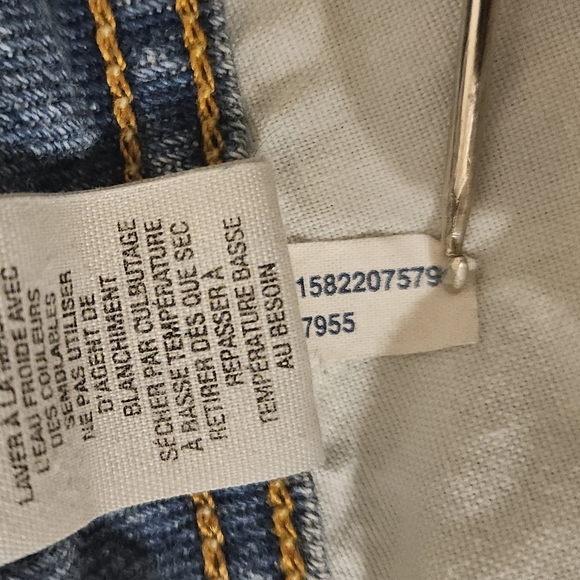 LAVER À LA
L'EAU FROIDE AVEC
DES COULEURS
SEMBLABLES
NE PAS UTILISER
D'AGENT DE
BLANCHIMENT
SÉCHER PAR CULBUTAGE
À BASSE TEMPÉRATURE
RETIRER DÈS QUE SEC
REPASSER À
TEMPÉRATURE BASSE
AU BESOIN
1582207579
7955